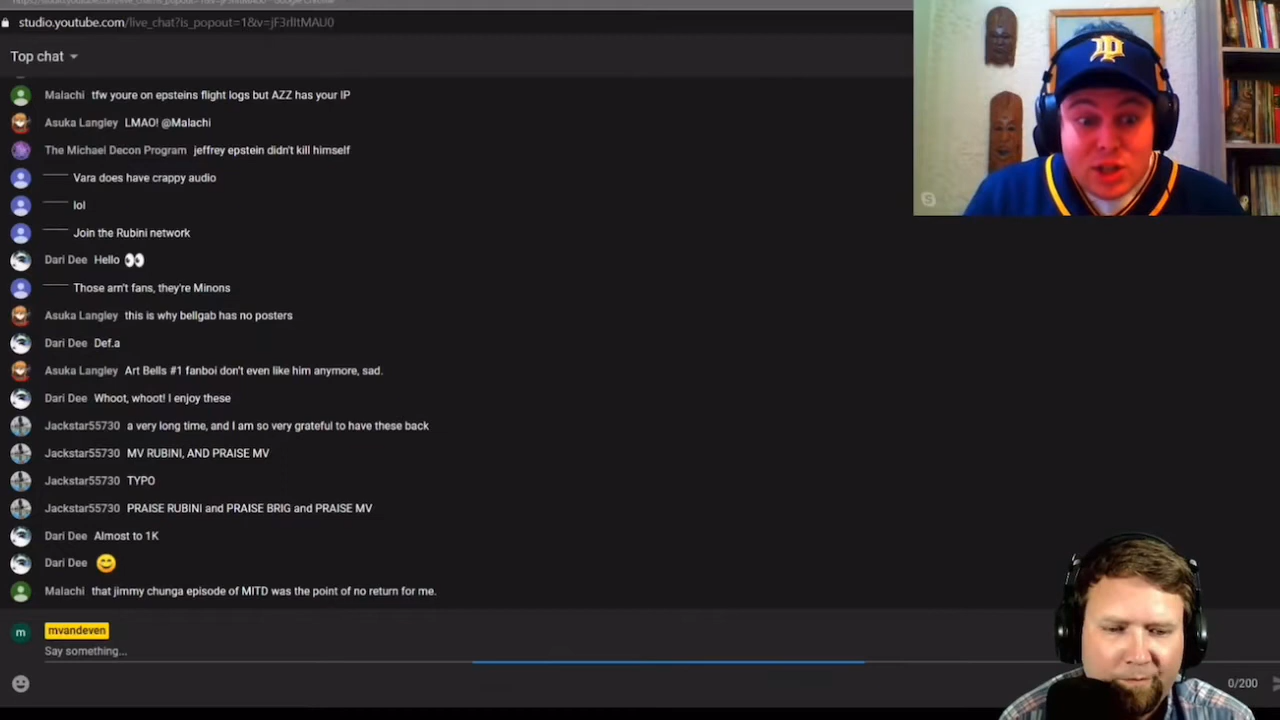 studio.youtube.com/live_chat?is_popout=1&v=jF3rltMAU0
Top chat
Malachi tfw youre on epsteins flight logs but AZZ has your IP
Asuka Langley LMAO! @Malachi
The Michael Decon Program jeffrey epstein didn't kill himself
Vara does have crappy audio
lol
Join the Rubini network
Dari Dee Hello 👀
Those arn't fans, they're Minons
Asuka Langley this is why bellgab has no posters
Dari Dee Def.a
Asuka Langley Art Bells #1 fanboi don't even like him anymore, sad.
Dari Dee Whoot, whoot! I enjoy these
Jackstar55730 a very long time, and I am so very grateful to have these back
Jackstar55730 MV RUBINI, AND PRAISE MV
Jackstar55730 TYPO
Jackstar55730 PRAISE RUBINI and PRAISE BRIG and PRAISE MV
Dari Dee Almost to 1K
Dari Dee 😊
Malachi that jimmy chunga episode of MITD was the point of no return for me.
m mvandeven
Say something...
0/200